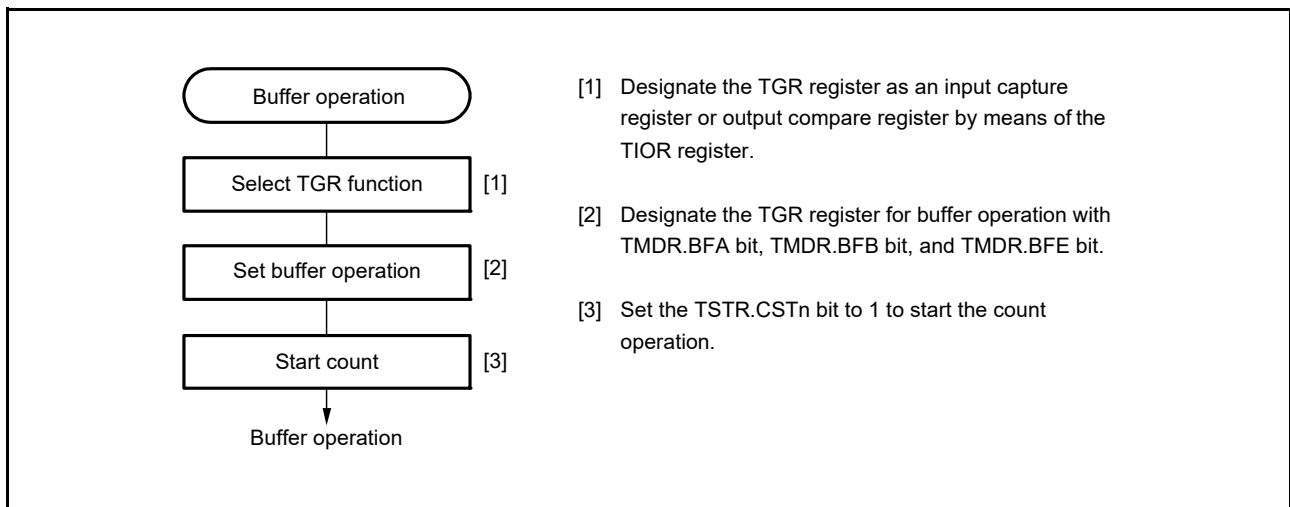 Buffer operation
Select TGR function
[1]
Set buffer operation
[2]
Start count
[3]
Buffer operation
[1] Designate the TGR register as an input capture
register or output compare register by means of the
TIOR register.
[2] Designate the TGR register for buffer operation with
TMDR.BFA bit, TMDR.BFB bit, and TMDR.BFE bit.
[3] Set the TSTR.CSTn bit to 1 to start the count
operation.